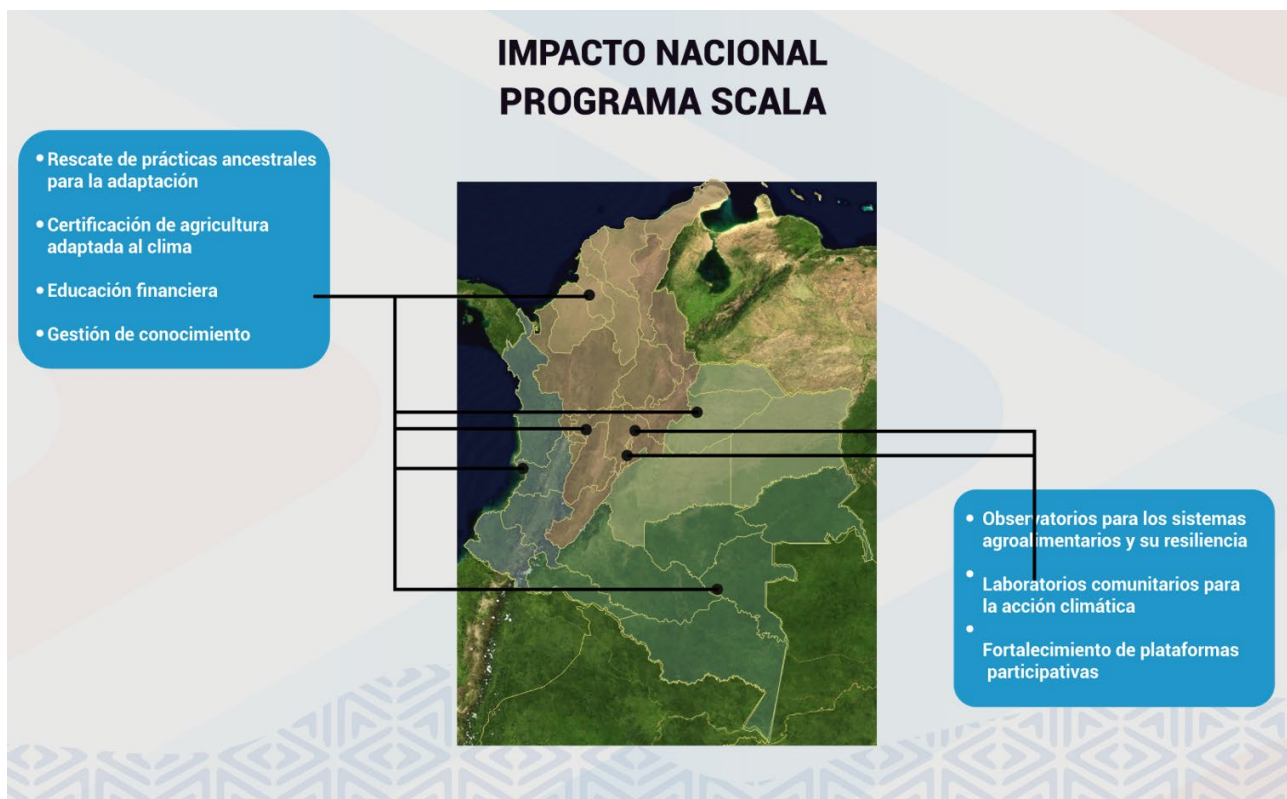 IMPACTO NACIONAL
PROGRAMA SCALA
• Rescate de prácticas ancestrales
para la adaptación
• Certificación de agricultura
adaptada al clima
• Educación financiera
• Gestión de conocimiento
• Observatorios para los sistemas
agroalimentarios y su resiliencia
• Laboratorios comunitarios para
la acción climática
• Fortalecimiento de plataformas
participativas